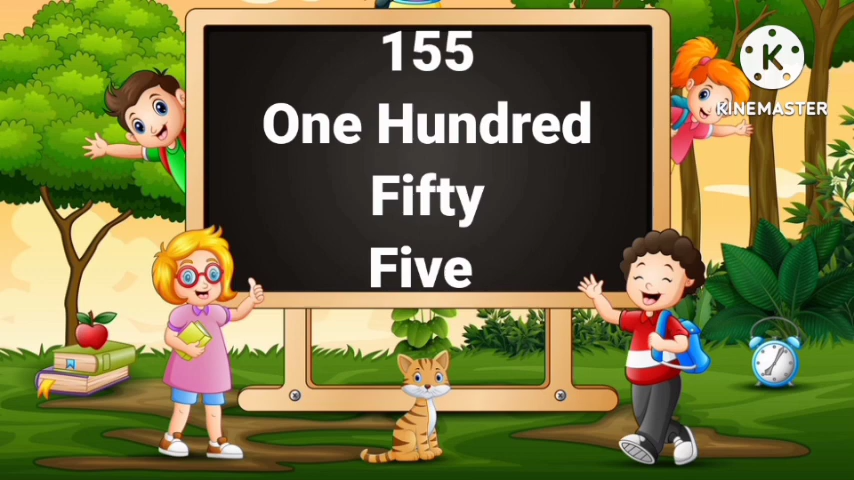 155
One Hundred
Fifty
Five
K
KINEMASTER